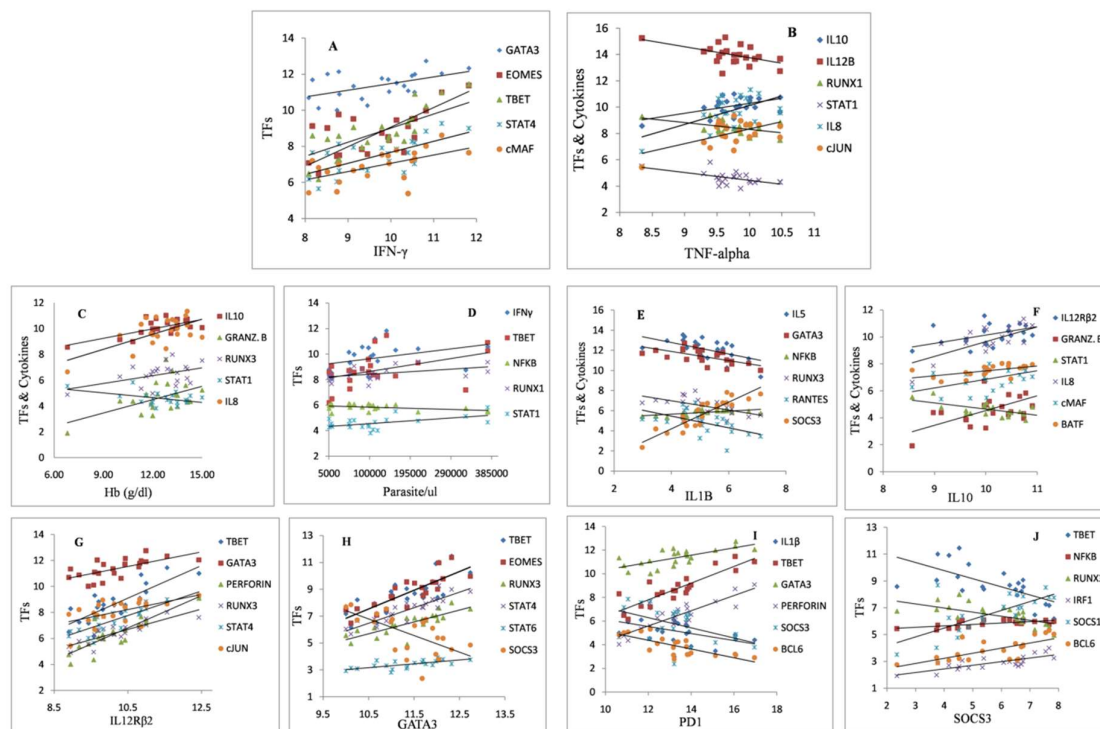 A
TFs
14
12
10
8
6
4
8 9 10 11 12
IFN-γ
GATA3
EOMES
TBET
STAT4
cMAF
B
TFs & Cytokines
16
14
12
10
8
6
4
2
8 8.5 9 9.5 10 10.5 11
TNF-alpha
IL10
IL12B
RUNX1
STAT1
IL8
cJUN
C
TFs & Cytokines
12
10
8
6
4
2
0
6.00 9.00 12.00 15.00
Hb (g/dl)
IL10
GRANZ. B
RUNX3
STAT1
IL8
D
TFs
14
12
10
8
6
4
2
5000 100000 195000 290000 385000
Parasite/ul
IFNγ
TBET
NFKB
RUNX1
STAT1
E
TFs & Cytokines
16
14
12
10
8
6
4
2
0
2 4 6 8
IL1B
IL5
GATA3
NFKB
RUNX3
RANTES
SOCS3
F
TFs & Cytokines
12
10
8
6
4
2
0
8 9 10 11
IL10
IL12Rβ2
GRANZ. B
STAT1
IL8
cMAF
BATF
G
TFs
14
12
10
8
6
4
2
8.9 10.5 12.5
IL12Rβ2
TBET
GATA3
PERFORIN
RUNX3
STAT4
cJUN
H
TFs
13
11
9
7
5
3
1
9.5 10.5 11.5 12.5 13.5
GATA3
TBET
EOMES
RUNX3
STAT4
STAT6
SOCS3
I
TFs
14
12
10
8
6
4
2
0
10 12 14 16 18
PD1
IL1β
TBET
GATA3
PERFORIN
SOCS3
BCL6
J
TFs
13
11
9
7
5
3
1
2 3 4 5 6 7 8
SOCS3
TBET
NFKB
IRF1
SOCS1
BCL6